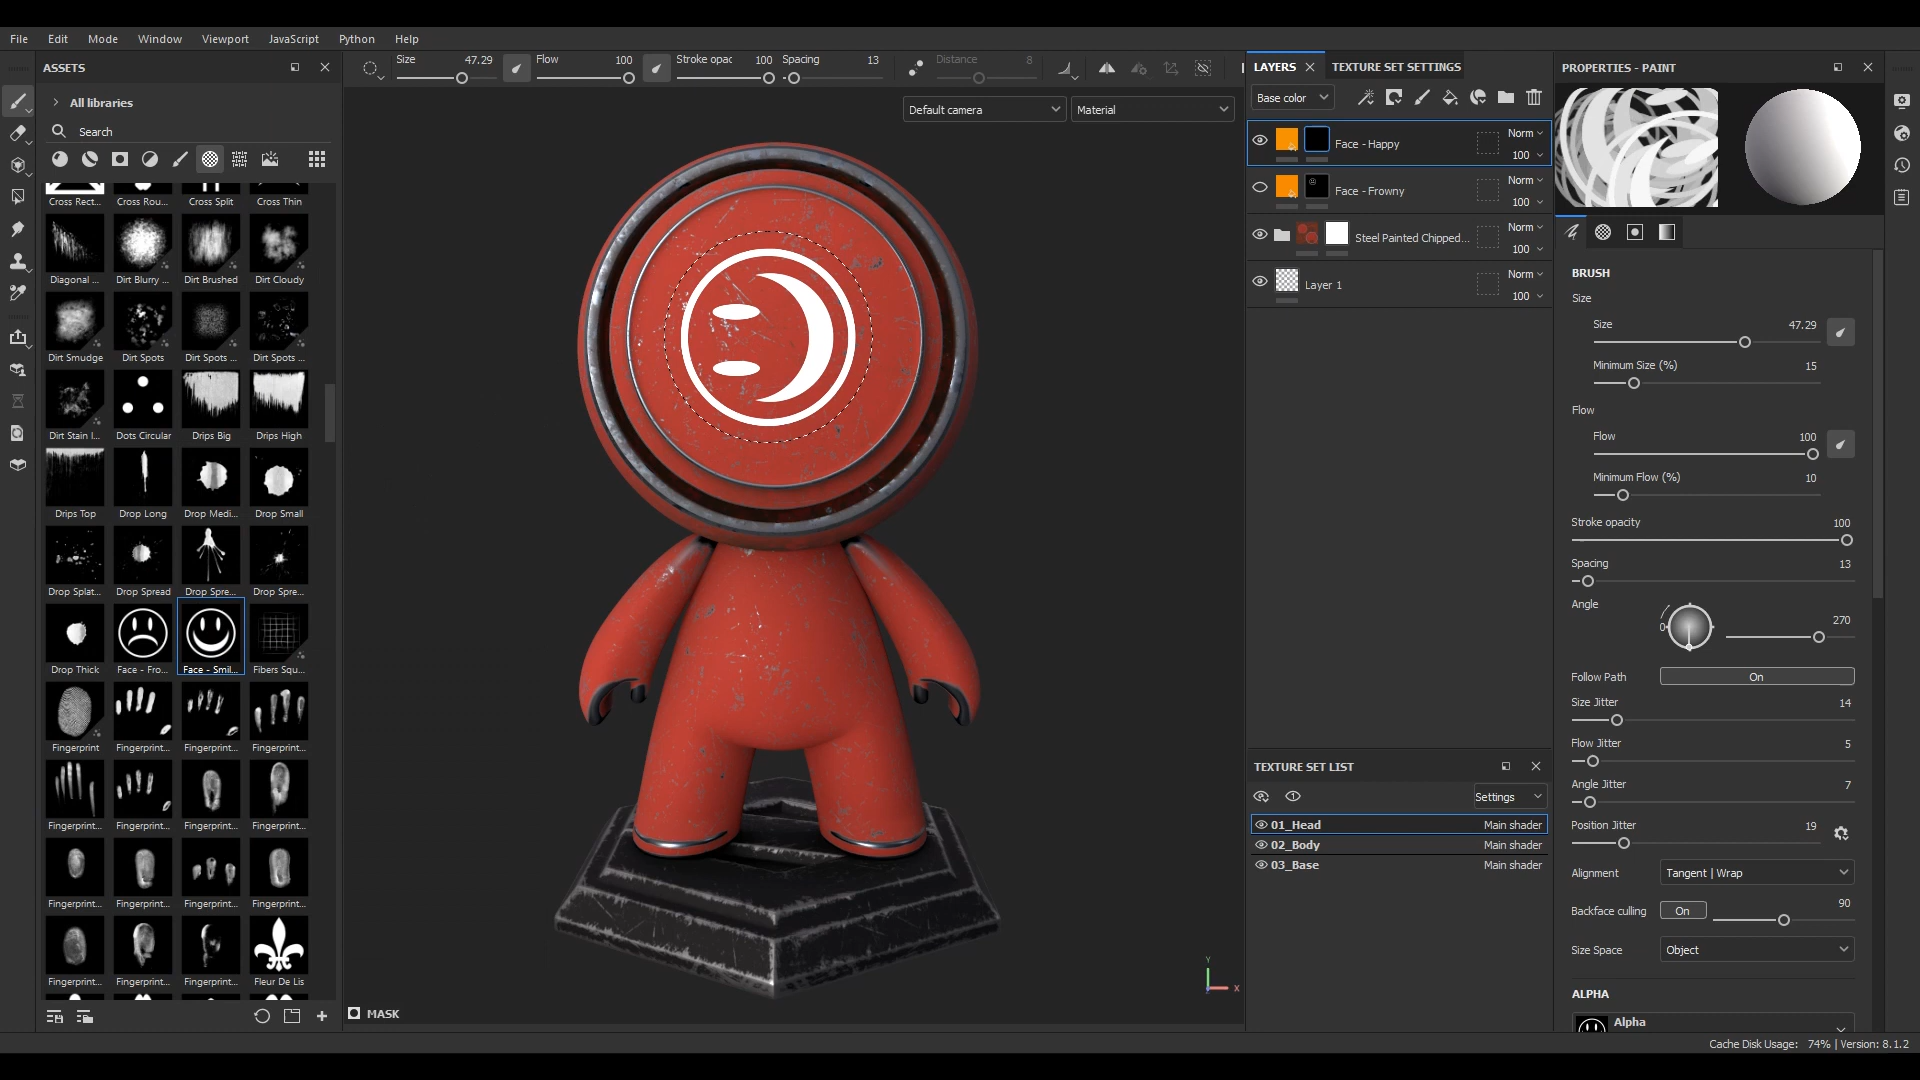 File Edit Mode Window Viewport JavaScript Python Help
ASSETS
All libraries
Search
Cross Rect... Cross Rou... Cross Split Cross Thin
Diagonal ... Dirt Blurry ... Dirt Brushed Dirt Cloudy
Dirt Smudge Dirt Spots Dirt Spots ... Dirt Spots ...
Dirt Stain I... Dots Circular Drips Big Drips High
Drips Top Drop Long Drop Medi... Drop Small
Drop Splat... Drop Spread Drop Spre... Drop Spre...
Drop Thick Face - Fro... Face - Smil... Fibers Squ...
Fingerprint Fingerprint... Fingerprint... Fingerprint...
Fingerprint... Fingerprint... Fingerprint... Fingerprint...
Fingerprint... Fingerprint... Fingerprint... Fingerprint...
Fingerprint... Fingerprint... Fingerprint... Fleur De Lis
Size 47.29 Flow 100 Stroke opac 100 Spacing 13 Distance 8
Default camera Material
Y
X
MASK
LAYERS TEXTURE SET SETTINGS
Base color
Face - Happy Norm 100
Face - Frowny Norm 100
Steel Painted Chipped... Norm 100
Layer 1 Norm 100
TEXTURE SET LIST
1
Settings
01_Head Main shader
02_Body Main shader
03_Base Main shader
PROPERTIES - PAINT
BRUSH
Size
Size 47.29
Minimum Size (%) 15
Flow
Flow 100
Minimum Flow (%) 10
Stroke opacity 100
Spacing 13
Angle 0 270
Follow Path On
Size Jitter 14
Flow Jitter 5
Angle Jitter 7
Position Jitter 19
Alignment Tangent | Wrap
Backface culling On 90
Size Space Object
ALPHA
Alpha
Cache Disk Usage: 74% | Version: 8.1.2